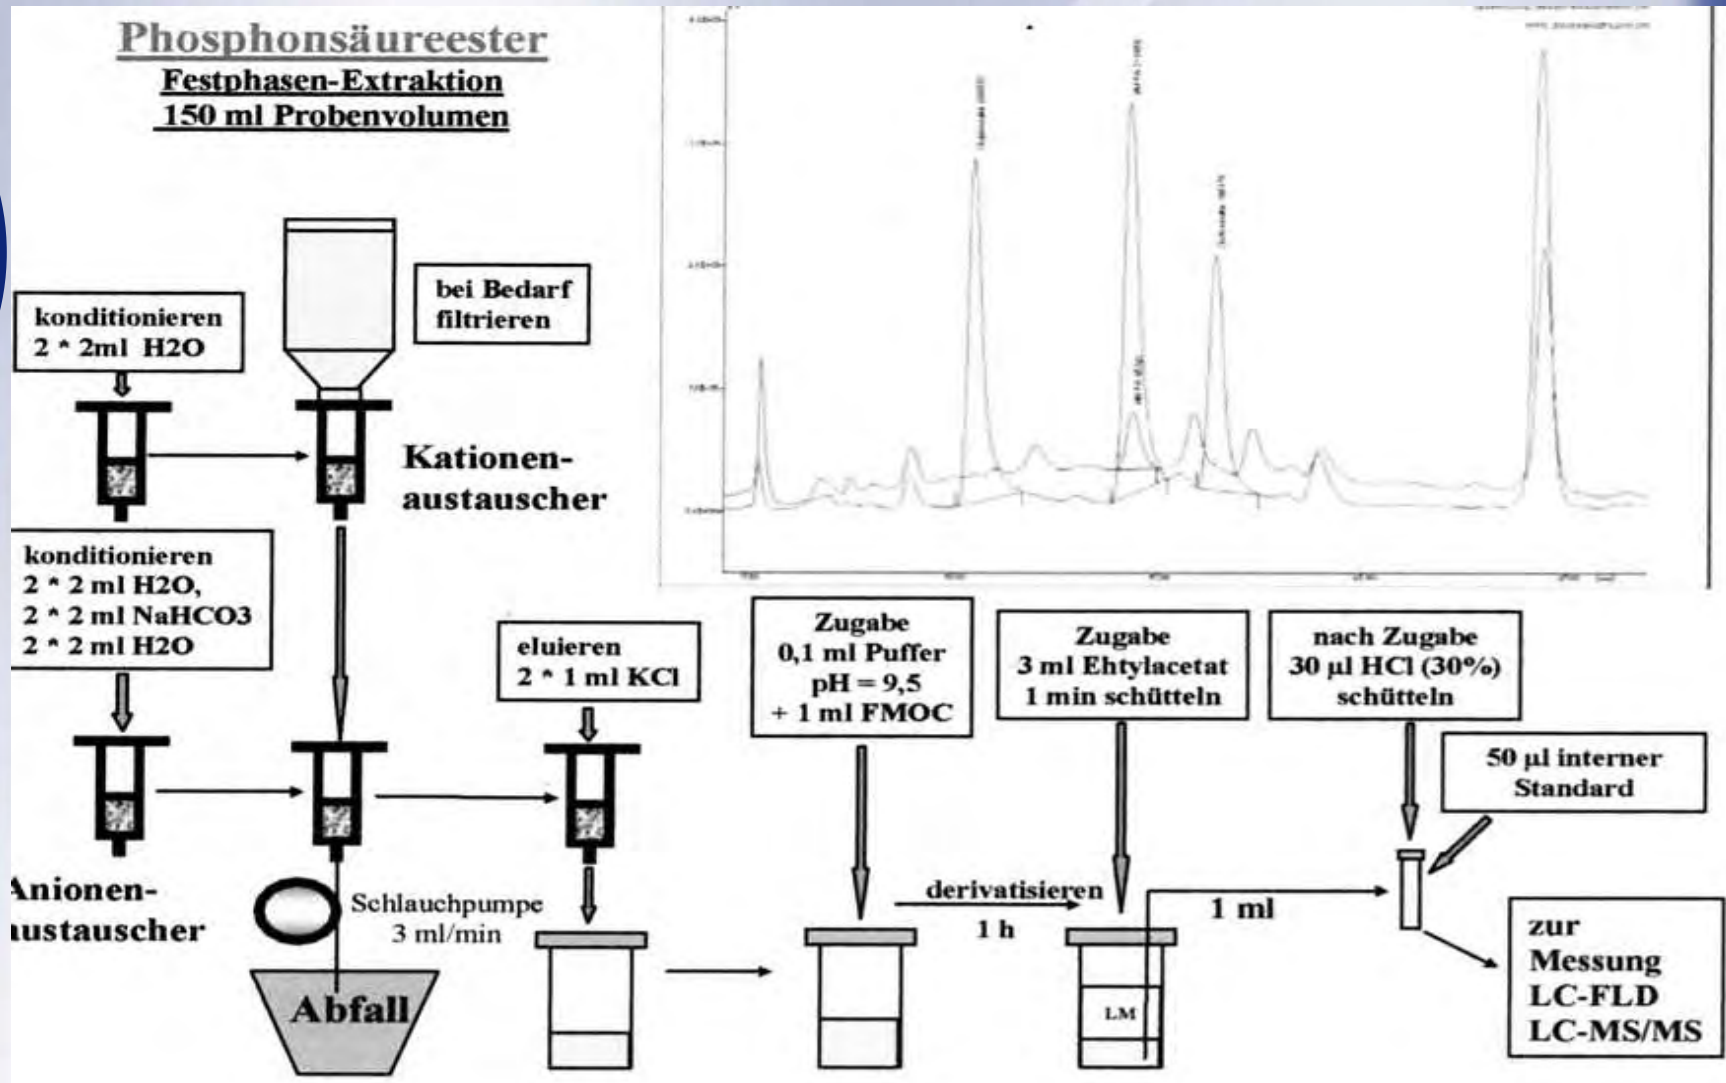 Phosphonsäureester
Festphasen-Extraktion
150 ml Probenvolumen
bei Bedarf
filtrieren
konditionieren
2 * 2ml H2O
Kationen-
austauscher
konditionieren
2 * 2 ml H2O,
2 * 2 ml NaHCO3
2 * 2 ml H2O
eluieren
2 * 1 ml KCl
Zugabe
0,1 ml Puffer
pH = 9,5
+ 1 ml FMOC
Zugabe
3 ml Ehtylacetat
1 min schütteln
nach Zugabe
30 µl HCl (30%)
schütteln
50 µl interner
Standard
Anionen-
austauscher
Schlauchpumpe
3 ml/min
Abfall
derivatisieren
1 h
LM
1 ml
zur
Messung
LC-FLD
LC-MS/MS